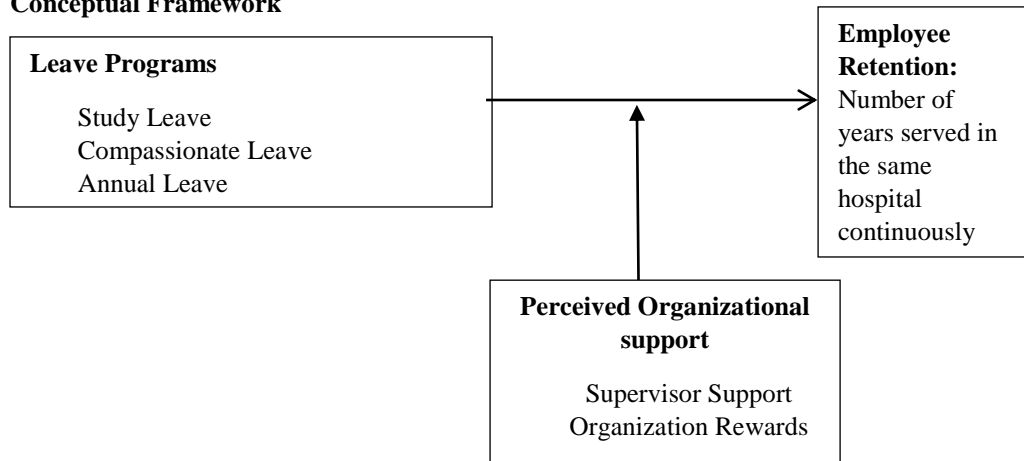 Conceptual Framework
Leave Programs
Study Leave
Compassionate Leave
Annual Leave
Employee
Retention:
Number of
years served in
the same
hospital
continuously
Perceived Organizational
support
Supervisor Support
Organization Rewards